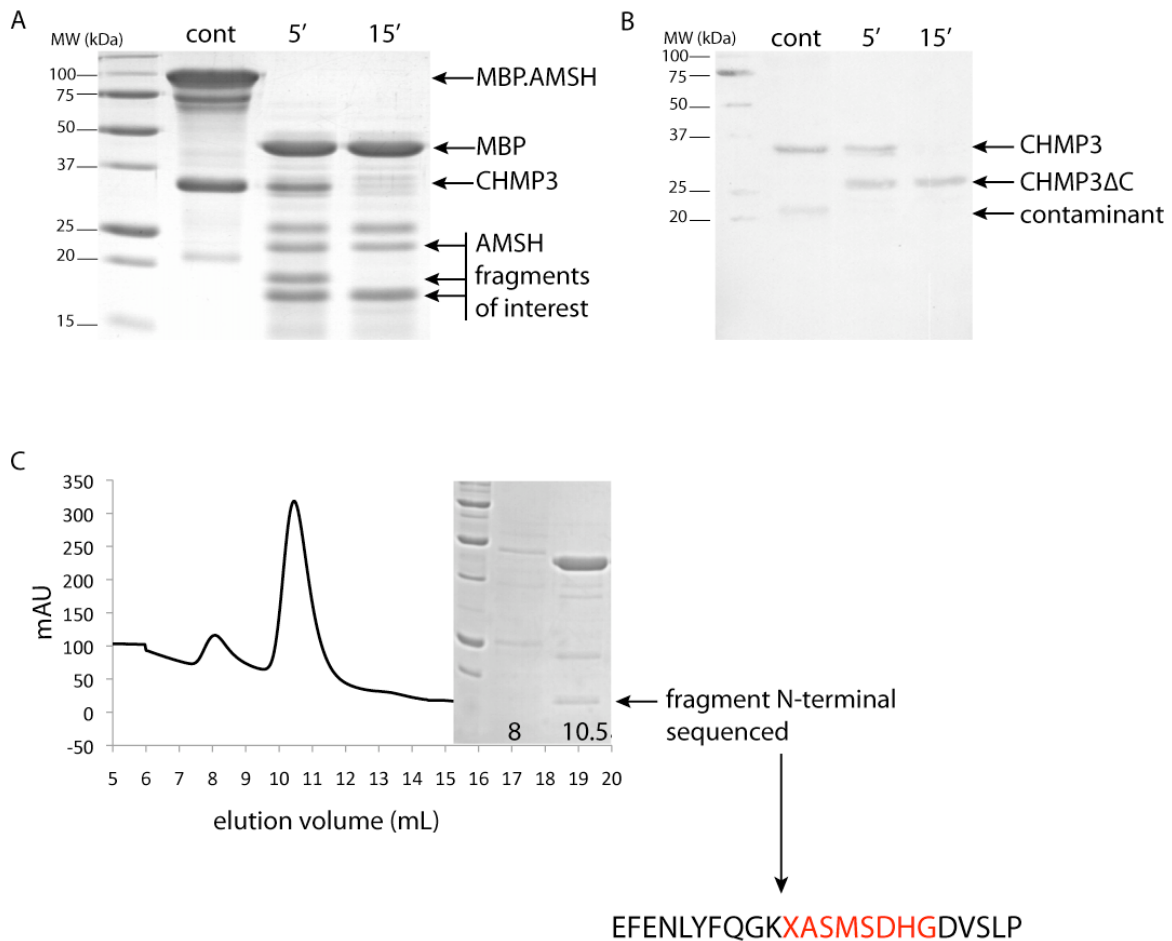 A
MW (kDa)
cont
5′
15′
100
75
50
37
25
20
15
MBP.AMSH
MBP
CHMP3
AMSH
fragments
of interest
B
MW (kDa)
cont
5′
15′
100
75
50
37
25
20
CHMP3
CHMP3ΔC
contaminant
C
350
300
250
200
150
100
50
0
-50
mAU
8
10.5
5 6 7 8 9 10 11 12 13 14 15 16 17 18 19 20
elution volume (mL)
fragment N-terminal
sequenced
EFENLYFQGKXASMSDHGDVSLP